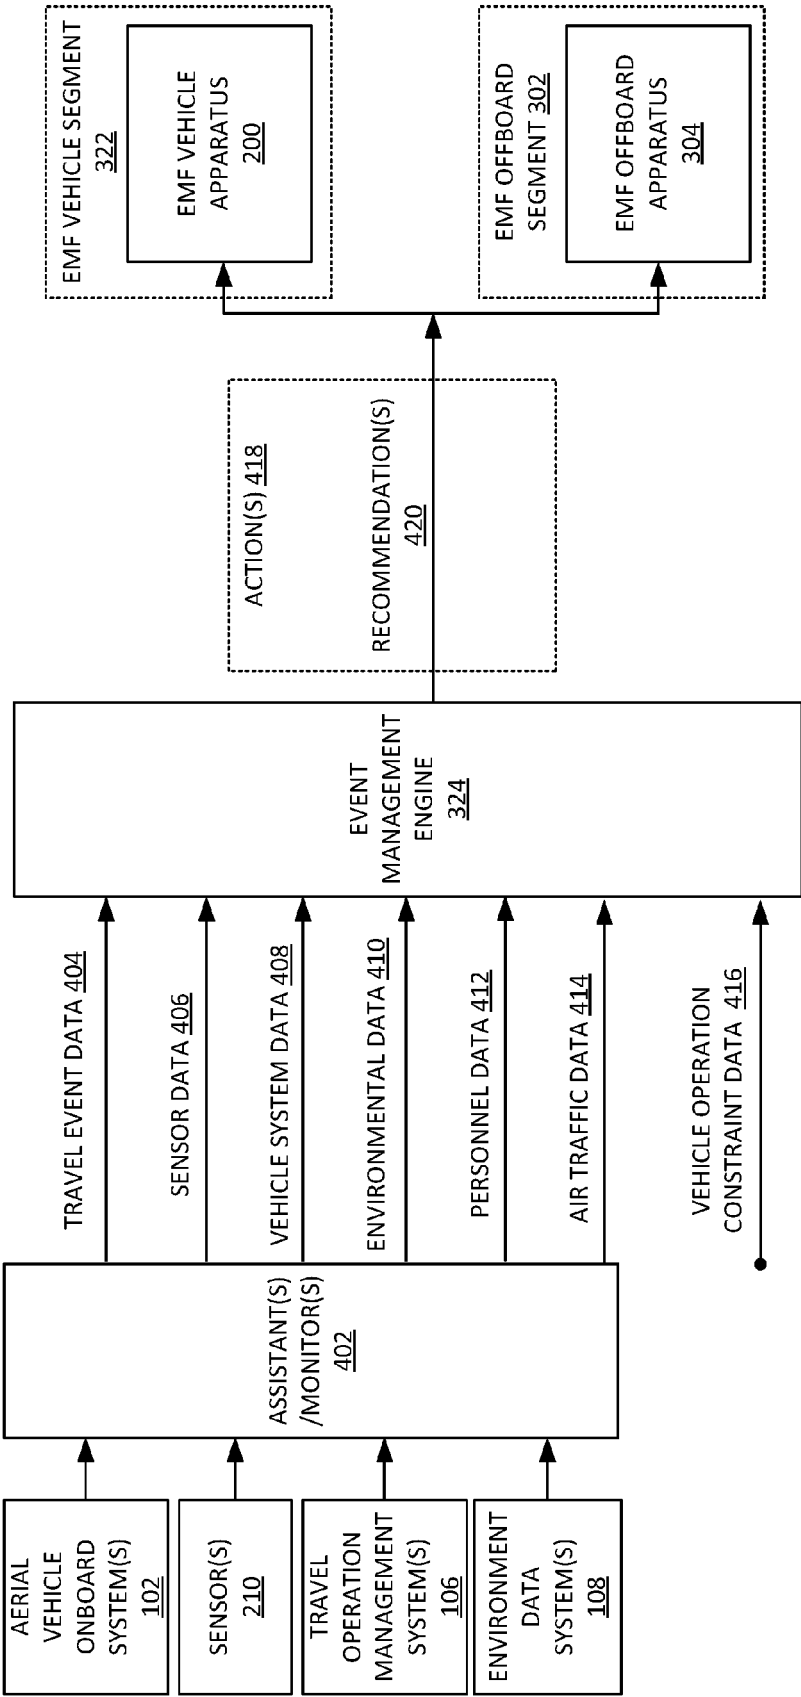 AERIAL
VEHICLE
ONBOARD
SYSTEM(S)
102
SENSOR(S)
210
TRAVEL
OPERATION
MANAGEMENT
SYSTEM(S)
106
ENVIRONMENT
DATA
SYSTEM(S)
108
ASSISTANT(S)
/MONITOR(S)
402
TRAVEL EVENT DATA 404
SENSOR DATA 406
VEHICLE SYSTEM DATA 408
ENVIRONMENTAL DATA 410
PERSONNEL DATA 412
AIR TRAFFIC DATA 414
VEHICLE OPERATION
CONSTRAINT DATA 416
EVENT
MANAGEMENT
ENGINE
324
ACTION(S) 418
RECOMMENDATION(S)
420
EMF VEHICLE SEGMENT
322
EMF VEHICLE
APPARATUS
200
EMF OFFBOARD
SEGMENT 302
EMF OFFBOARD
APPARATUS
304